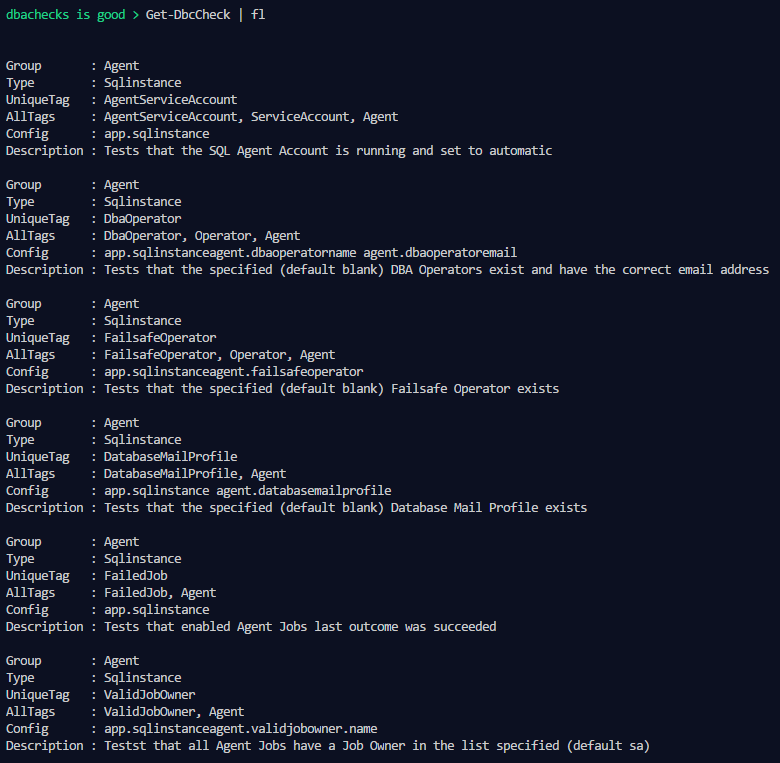 dbachecks is good > Get-DbcCheck | fl
Group       : Agent
Type        : Sqlinstance
UniqueTag   : AgentServiceAccount
AllTags     : AgentServiceAccount, ServiceAccount, Agent
Config      : app.sqlinstance
Description : Tests that the SQL Agent Account is running and set to automatic
Group       : Agent
Type        : Sqlinstance
UniqueTag   : DbaOperator
AllTags     : DbaOperator, Operator, Agent
Config      : app.sqlinstanceagent.dbaoperatorname agent.dbaoperatoremail
Description : Tests that the specified (default blank) DBA Operators exist and have the correct email address
Group       : Agent
Type        : Sqlinstance
UniqueTag   : FailsafeOperator
AllTags     : FailsafeOperator, Operator, Agent
Config      : app.sqlinstanceagent.failsafeoperator
Description : Tests that the specified (default blank) Failsafe Operator exists
Group       : Agent
Type        : Sqlinstance
UniqueTag   : DatabaseMailProfile
AllTags     : DatabaseMailProfile, Agent
Config      : app.sqlinstance agent.databasemailprofile
Description : Tests that the specified (default blank) Database Mail Profile exists
Group       : Agent
Type        : Sqlinstance
UniqueTag   : FailedJob
AllTags     : FailedJob, Agent
Config      : app.sqlinstance
Description : Tests that enabled Agent Jobs last outcome was succeeded
Group       : Agent
Type        : Sqlinstance
UniqueTag   : ValidJobOwner
AllTags     : ValidJobOwner, Agent
Config      : app.sqlinstanceagent.validjobowner.name
Description : Testst that all Agent Jobs have a Job Owner in the list specified (default sa)